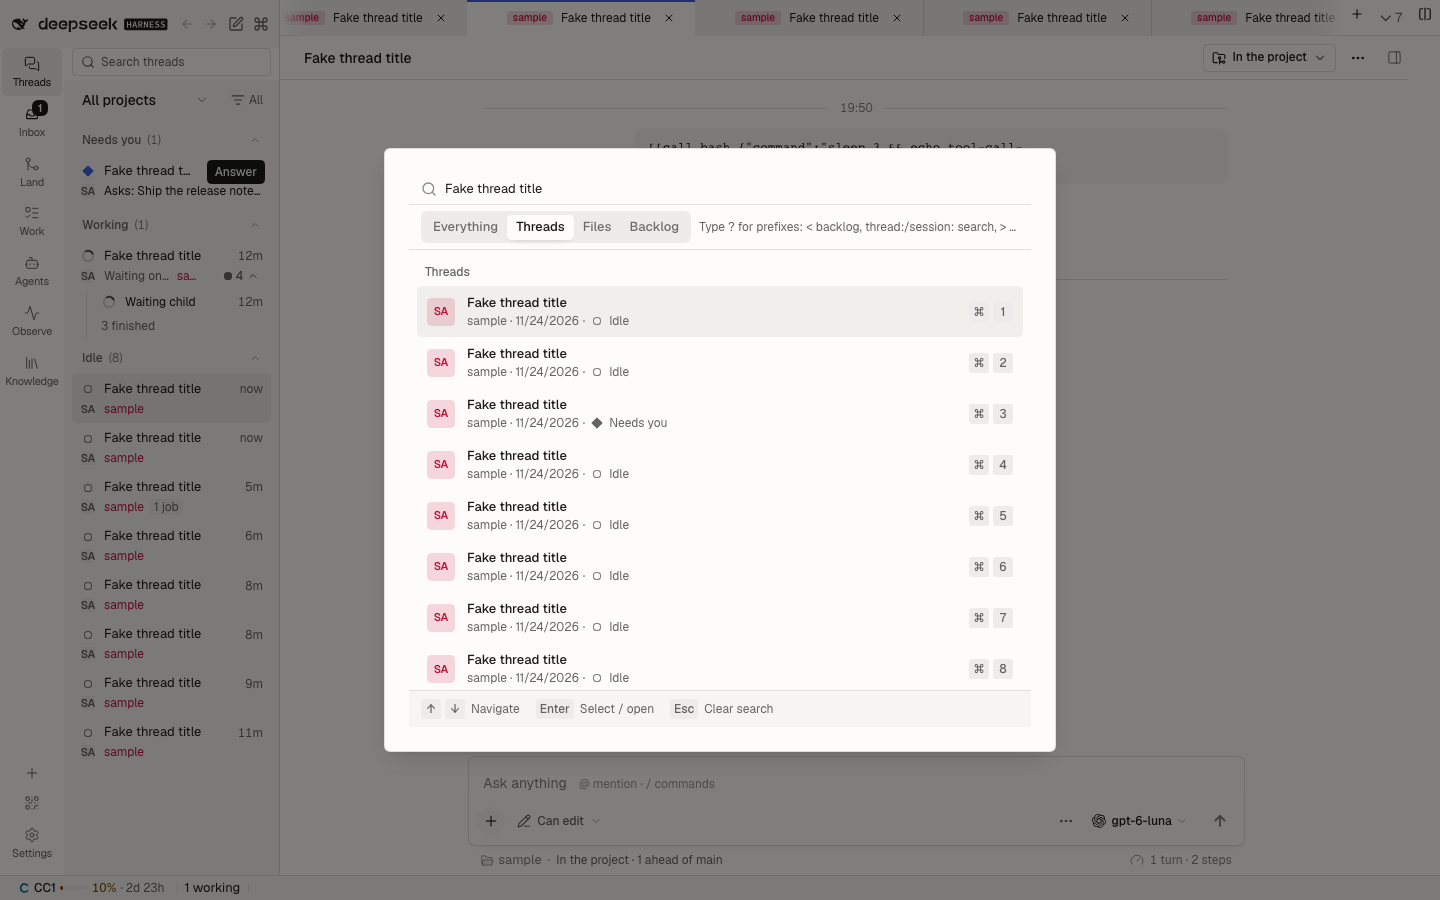 deepseek HARNESS
sample Fake thread title
sample Fake thread title
sample Fake thread title
sample Fake thread title
sample Fake thread title
7
Threads
Inbox
1
Land
Work
Agents
Observe
Knowledge
Settings
Search threads
All projects
All
Needs you (1)
Fake thread t...
Answer
SA Asks: Ship the release note...
Working (1)
Fake thread title 12m
SA Waiting on... sa... 4
Waiting child 12m
3 finished
Idle (8)
Fake thread title now
SA sample
Fake thread title now
SA sample
Fake thread title 5m
SA sample 1 job
Fake thread title 6m
SA sample
Fake thread title 8m
SA sample
Fake thread title 8m
SA sample
Fake thread title 9m
SA sample
Fake thread title 11m
SA sample
Fake thread title
In the project
19:50
Fake thread title
Everything Threads Files Backlog
Type ? for prefixes: < backlog, thread:/session: search, > ...
Threads
SA Fake thread title
sample · 11/24/2026 · Idle
⌘ 1
SA Fake thread title
sample · 11/24/2026 · Idle
⌘ 2
SA Fake thread title
sample · 11/24/2026 · Needs you
⌘ 3
SA Fake thread title
sample · 11/24/2026 · Idle
⌘ 4
SA Fake thread title
sample · 11/24/2026 · Idle
⌘ 5
SA Fake thread title
sample · 11/24/2026 · Idle
⌘ 6
SA Fake thread title
sample · 11/24/2026 · Idle
⌘ 7
SA Fake thread title
sample · 11/24/2026 · Idle
⌘ 8
↑ ↓ Navigate Enter Select / open Esc Clear search
Ask anything @ mention · / commands
Can edit
gpt-6-luna
sample · In the project · 1 ahead of main
1 turn · 2 steps
C CC1 10% · 2d 23h 1 working